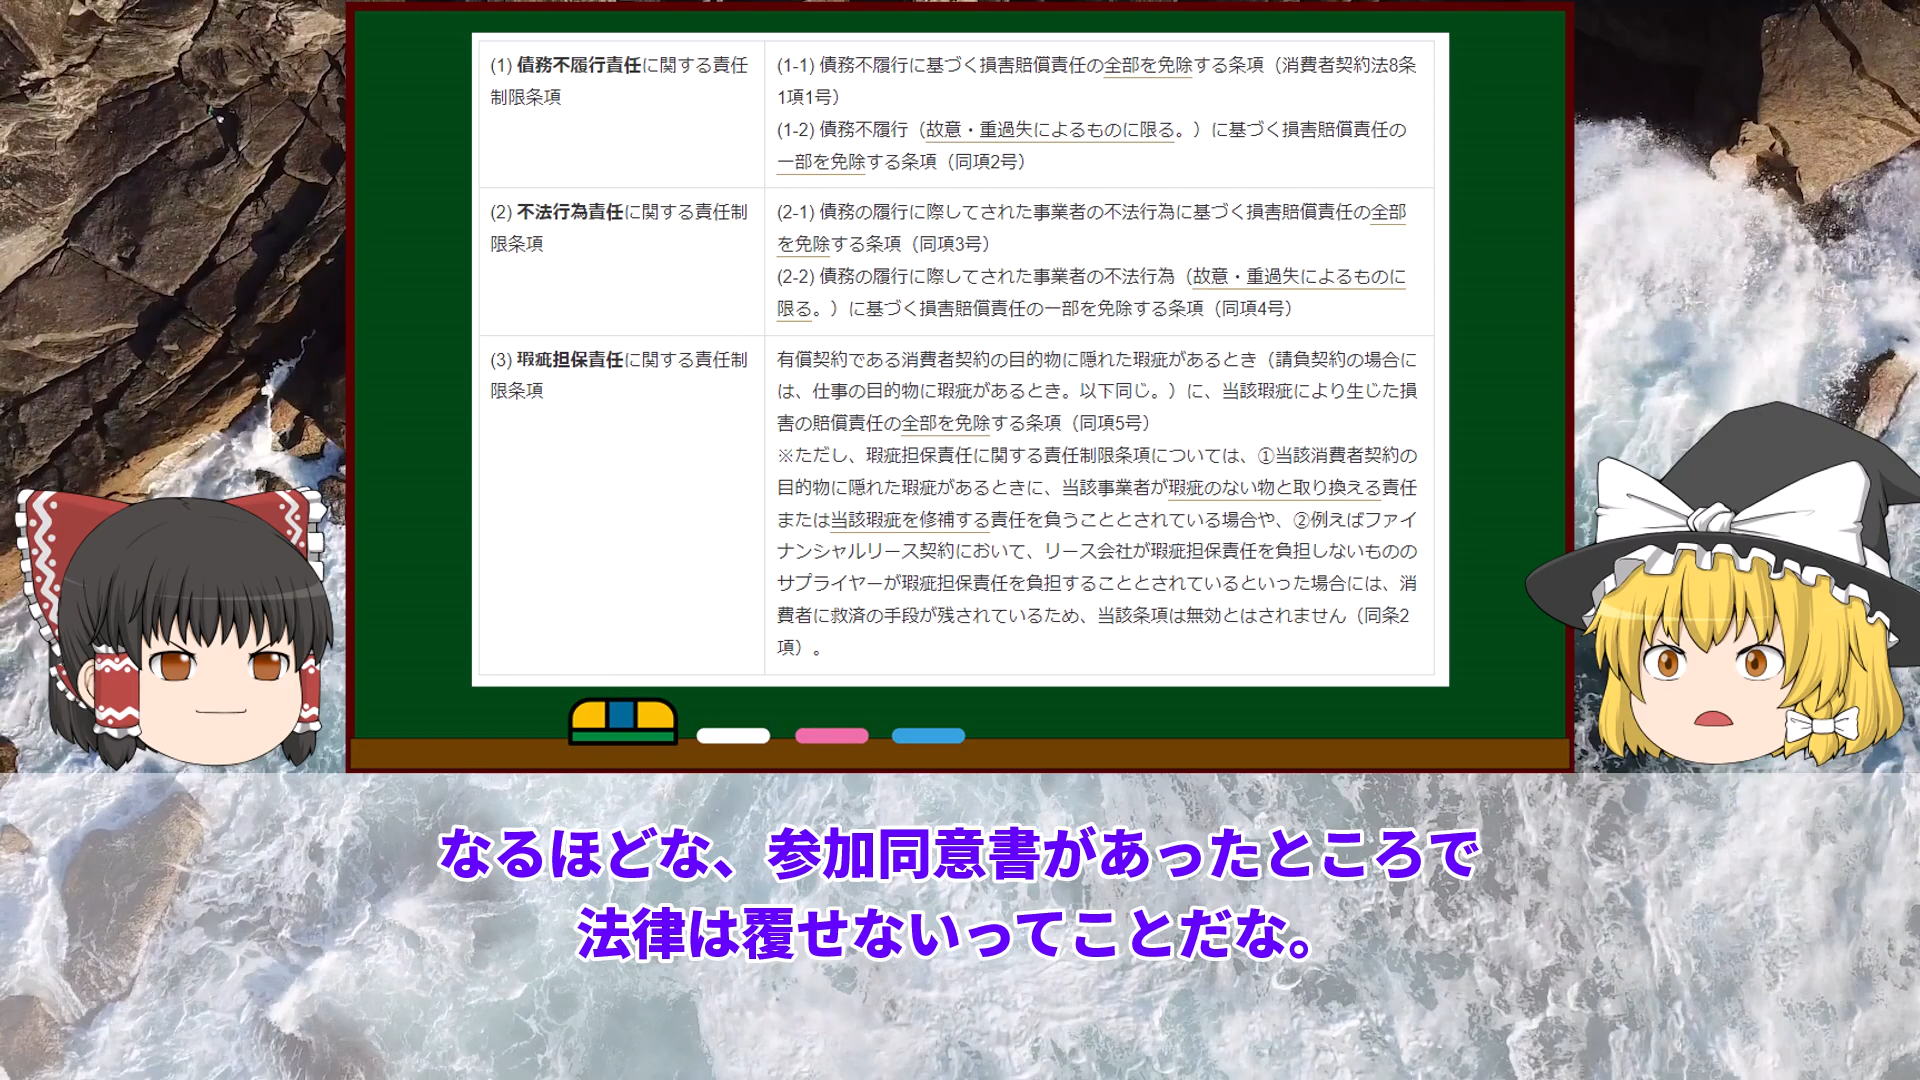 (1) 債務不履行責任に関する責任
制限条項
(1-1) 債務不履行に基づく損害賠償責任の全部を免除する条項（消費者契約法8条
1項1号）
(1-2) 債務不履行（故意・重過失によるものに限る。）に基づく損害賠償責任の
一部を免除する条項（同項2号）
(2) 不法行為責任に関する責任制
限条項
(2-1) 債務の履行に際してされた事業者の不法行為に基づく損害賠償責任の全部
を免除する条項（同項3号）
(2-2) 債務の履行に際してされた事業者の不法行為（故意・重過失によるものに
限る。）に基づく損害賠償責任の一部を免除する条項（同項4号）
(3) 瑕疵担保責任に関する責任制
限条項
有償契約である消費者契約の目的物に隠れた瑕疵があるとき（請負契約の場合に
は、仕事の目的物に瑕疵があるとき。以下同じ。）に、当該瑕疵により生じた損
害の賠償責任の全部を免除する条項（同項5号）
※ただし、瑕疵担保責任に関する責任制限条項については、①当該消費者契約の
目的物に隠れた瑕疵があるときに、当該事業者が瑕疵のない物と取り換える責任
または当該瑕疵を修補する責任を負うこととされている場合や、②例えばファイ
ナンシャルリース契約において、リース会社が瑕疵担保責任を負担しないものの
サプライヤーが瑕疵担保責任を負担することとされているといった場合には、消
費者に救済の手段が残されているため、当該条項は無効とはされません（同条2
項）。
なるほどな、参加同意書があったところで
法律は覆せないってことだな。